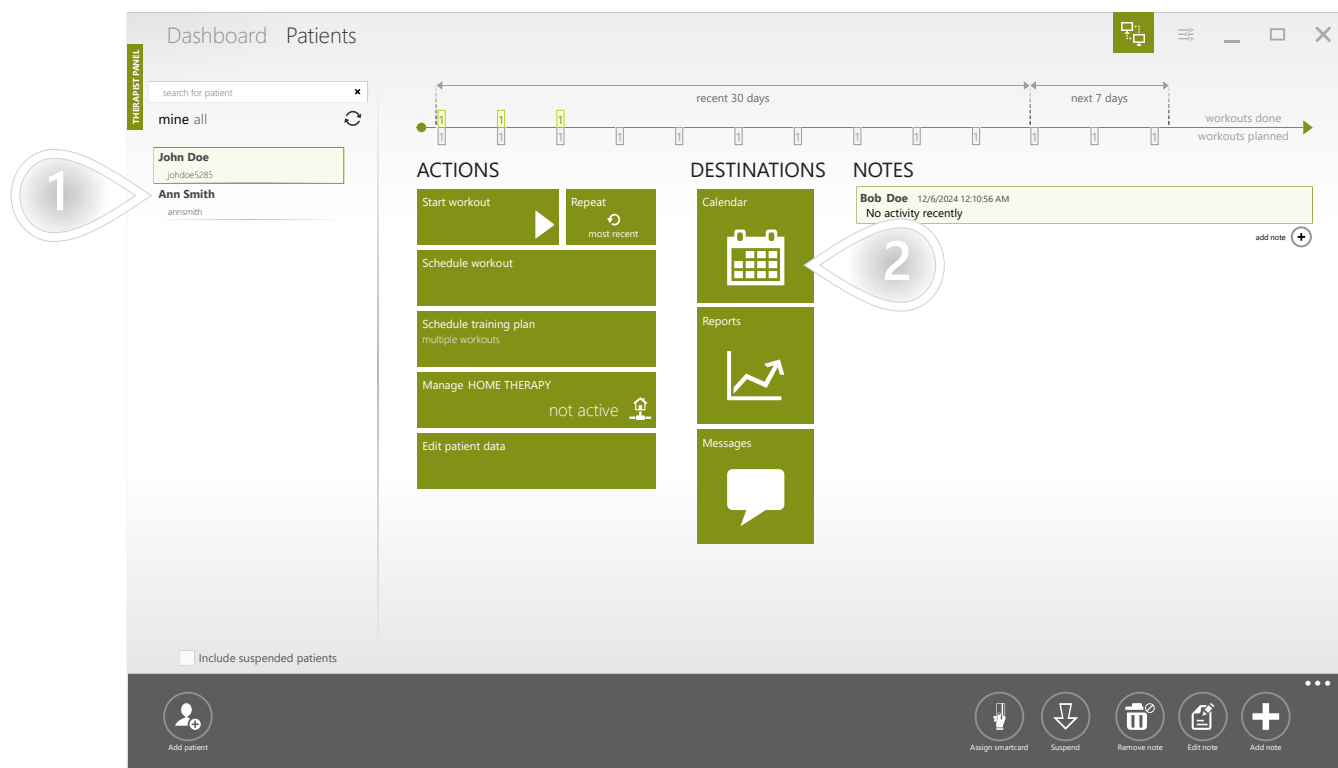 Dashboard Patients
THERAPIST PANEL
search for patient
mine all
John Doe
johdoe5285
Ann Smith
annsmith
1
Include suspended patients
recent 30 days
next 7 days
1 1 1
workouts done
1 1 1 1 1 1 1 1 1 1 1 1 1
workouts planned
ACTIONS
Start workout
Repeat
most recent
Schedule workout
Schedule training plan
multiple workouts
Manage HOME THERAPY
not active
Edit patient data
DESTINATIONS
Calendar
2
Reports
Messages
NOTES
Bob Doe 12/6/2024 12:10:56 AM
No activity recently
add note
Add patient
Assign smartcard
Suspend
Remove note
Edit note
Add note